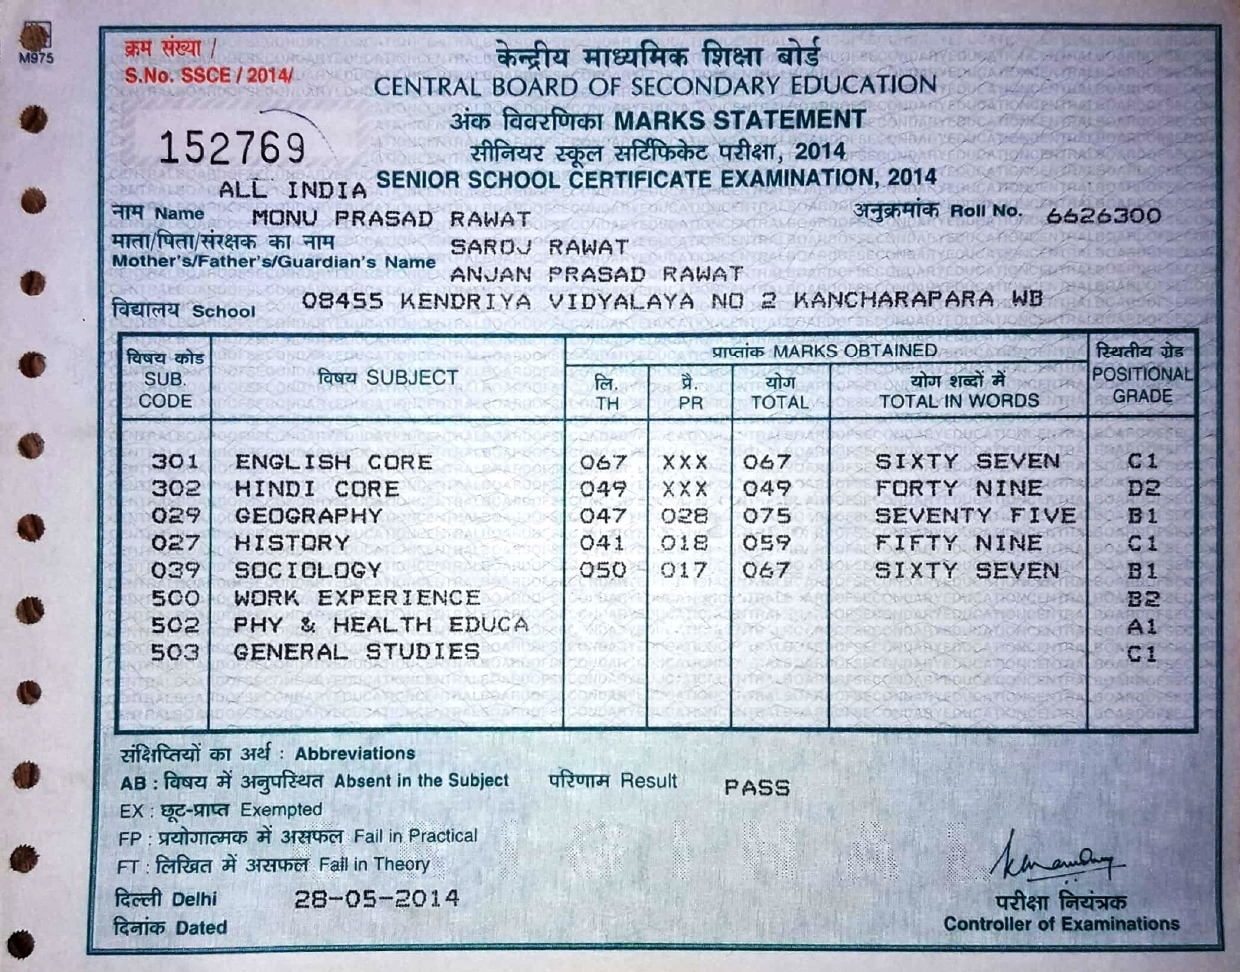 M975
क्रम संख्या /
S.No. SSCE / 2014/
152769
केन्द्रीय माध्यमिक शिक्षा बोर्ड
CENTRAL BOARD OF SECONDARY EDUCATION
अंक विवरणिका MARKS STATEMENT
सीनियर स्कूल सर्टिफिकेट परीक्षा, 2014
ALL INDIA SENIOR SCHOOL CERTIFICATE EXAMINATION, 2014
नाम Name MONU PRASAD RAWAT अनुक्रमांक Roll No. 6626300
माता/पिता/संरक्षक का नाम SAROJ RAWAT
Mother's/Father's/Guardian's Name ANJAN PRASAD RAWAT
विद्यालय School 08455 KENDRIYA VIDYALAYA NO 2 KANCHARAPARA WB
विषय कोड SUB. CODE विषय SUBJECT प्राप्तांक MARKS OBTAINED स्थितीय ग्रेड POSITIONAL GRADE
लि. TH प्रै. PR योग TOTAL योग शब्दों में TOTAL IN WORDS
301 ENGLISH CORE 067 XXX 067 SIXTY SEVEN C1
302 HINDI CORE 049 XXX 049 FORTY NINE D2
029 GEOGRAPHY 047 028 075 SEVENTY FIVE B1
027 HISTORY 041 018 059 FIFTY NINE C1
039 SOCIOLOGY 050 017 067 SIXTY SEVEN B1
500 WORK EXPERIENCE B2
502 PHY & HEALTH EDUCA A1
503 GENERAL STUDIES C1
संक्षिप्तियों का अर्थ : Abbreviations
AB : विषय में अनुपस्थित Absent in the Subject परिणाम Result PASS
EX : छूट-प्राप्त Exempted
FP : प्रयोगात्मक में असफल Fail in Practical
FT : लिखित में असफल Fail in Theory
दिल्ली Delhi 28-05-2014
दिनांक Dated
परीक्षा नियंत्रक
Controller of Examinations